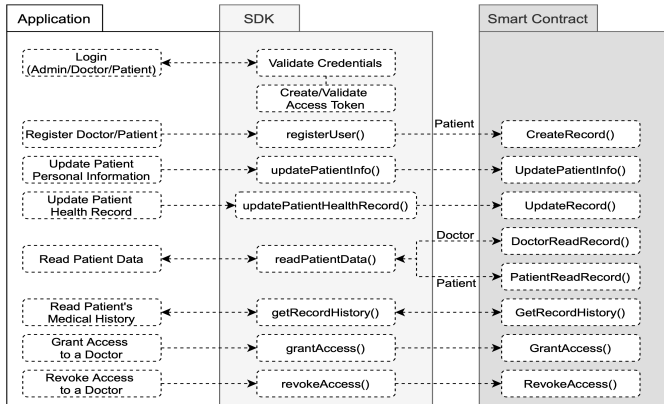 Application
SDK
Smart Contract
Login
(Admin/Doctor/Patient)
Validate Credentials
Create/Validate
Access Token
Register Doctor/Patient
registerUser()
Patient
CreateRecord()
Update Patient
Personal Information
updatePatientInfo()
UpdatePatientInfo()
Update Patient
Health Record
updatePatientHealthRecord()
UpdateRecord()
Doctor
DoctorReadRecord()
Read Patient Data
readPatientData()
Patient
PatientReadRecord()
Read Patient's
Medical History
getRecordHistory()
GetRecordHistory()
Grant Access
to a Doctor
grantAccess()
GrantAccess()
Revoke Access
to a Doctor
revokeAccess()
RevokeAccess()